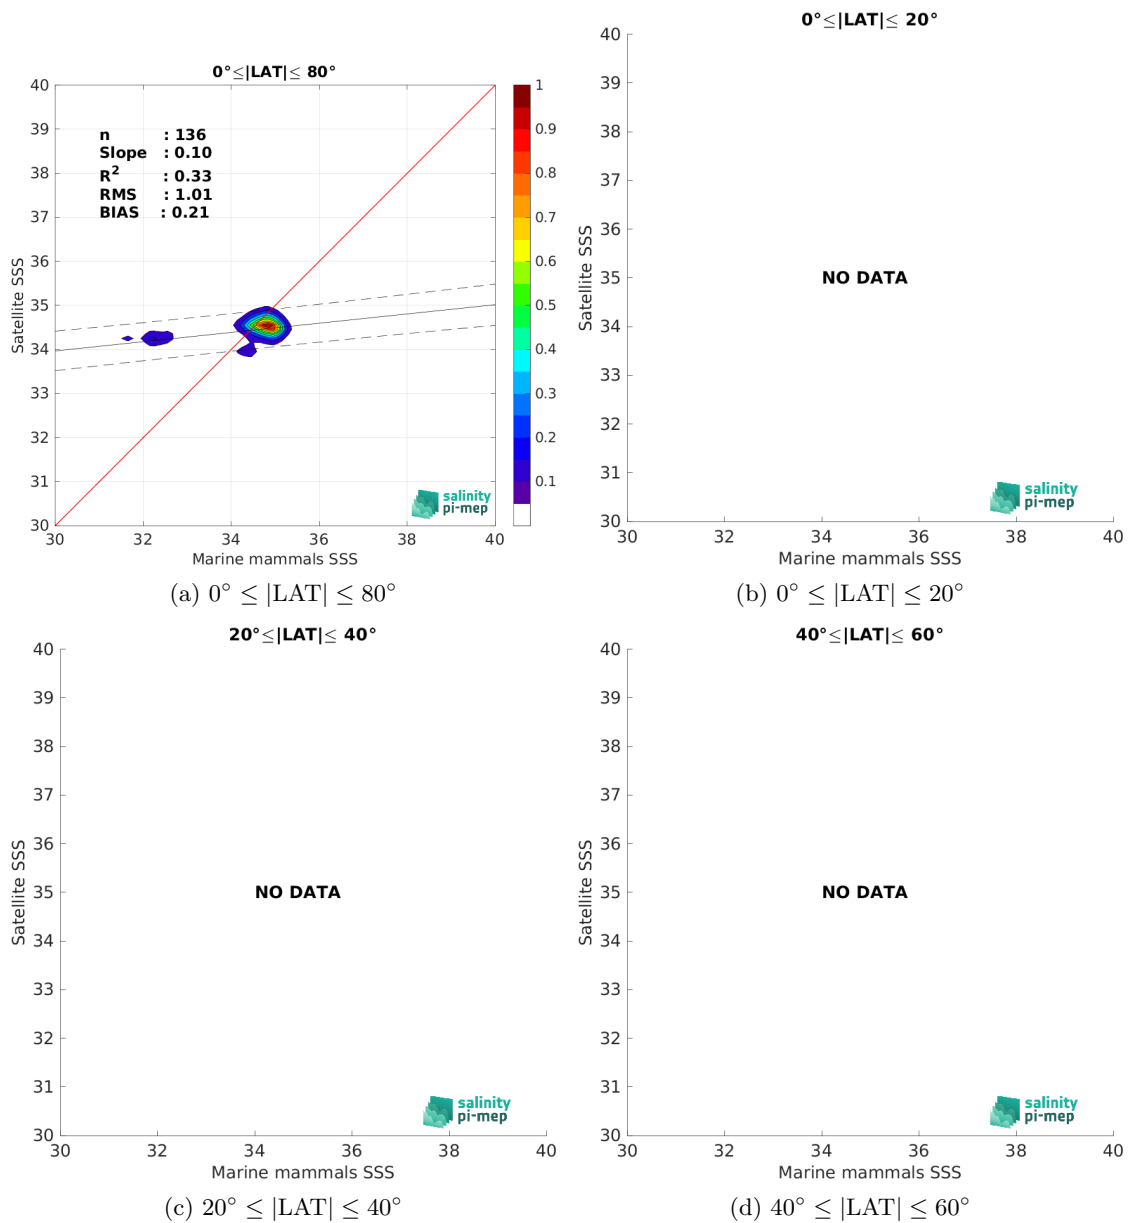 0°≤|LAT|≤ 80°
40
39
38
37
36
35
34
33
32
31
30
Satellite SSS
n : 136
Slope : 0.10
R² : 0.33
RMS : 1.01
BIAS : 0.21
salinity
pi-mep
30 32 34 36 38 40
Marine mammals SSS
1
0.9
0.8
0.7
0.6
0.5
0.4
0.3
0.2
0.1
(a) 0° ≤ |LAT| ≤ 80°
0°≤|LAT|≤ 20°
40
39
38
37
36
35
34
33
32
31
30
Satellite SSS
NO DATA
salinity
pi-mep
30 32 34 36 38 40
Marine mammals SSS
(b) 0° ≤ |LAT| ≤ 20°
20°≤|LAT|≤ 40°
40
39
38
37
36
35
34
33
32
31
30
Satellite SSS
NO DATA
salinity
pi-mep
30 32 34 36 38 40
Marine mammals SSS
(c) 20° ≤ |LAT| ≤ 40°
40°≤|LAT|≤ 60°
40
39
38
37
36
35
34
33
32
31
30
Satellite SSS
NO DATA
salinity
pi-mep
30 32 34 36 38 40
Marine mammals SSS
(d) 40° ≤ |LAT| ≤ 60°